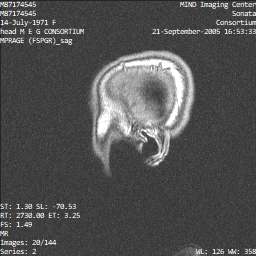 M87174545
M87174545
14-July-1971 F
head M E G CONSORTIUM
MPRAGE (FSPGR)_sag
MIND Imaging Center
Sonata
Consortium
21-September-2005 16:53:33
ST: 1.30 SL: -70.53
RT: 2730.00 ET: 3.25
FS: 1.49
MR
Images: 20/144
Series: 2
WL: 126 WW: 358